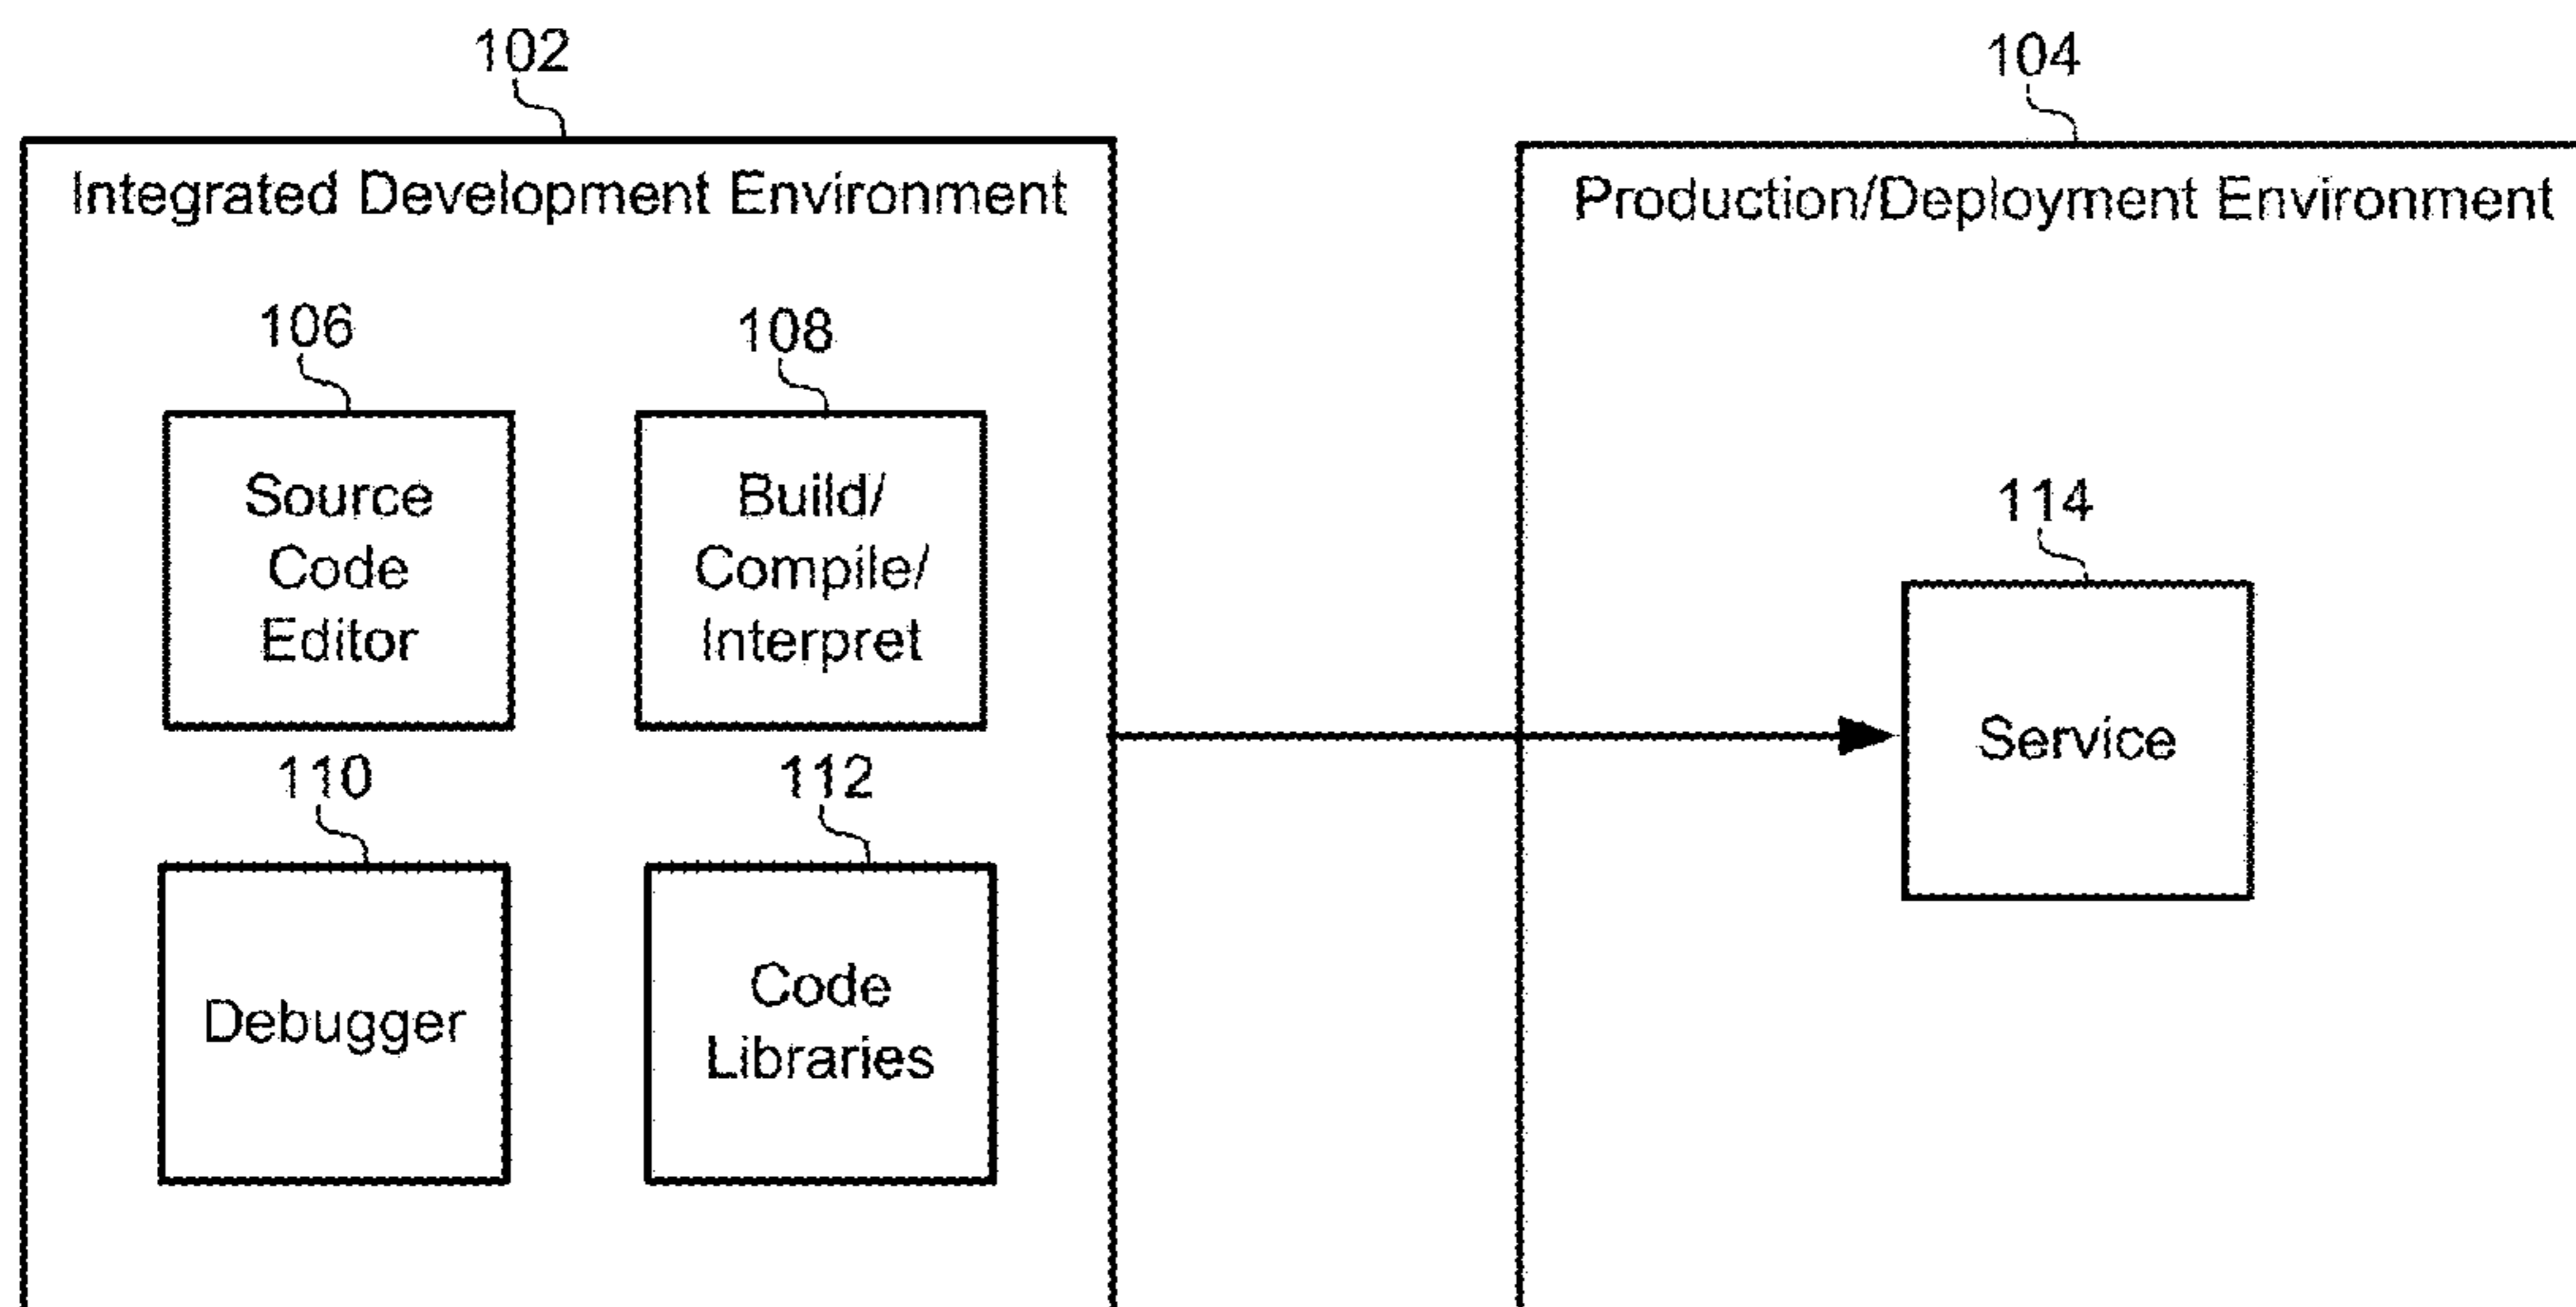 102
Integrated Development Environment
106
Source
Code
Editor
108
Build/
Compile/
Interpret
110
Debugger
112
Code
Libraries
104
Production/Deployment Environment
114
Service